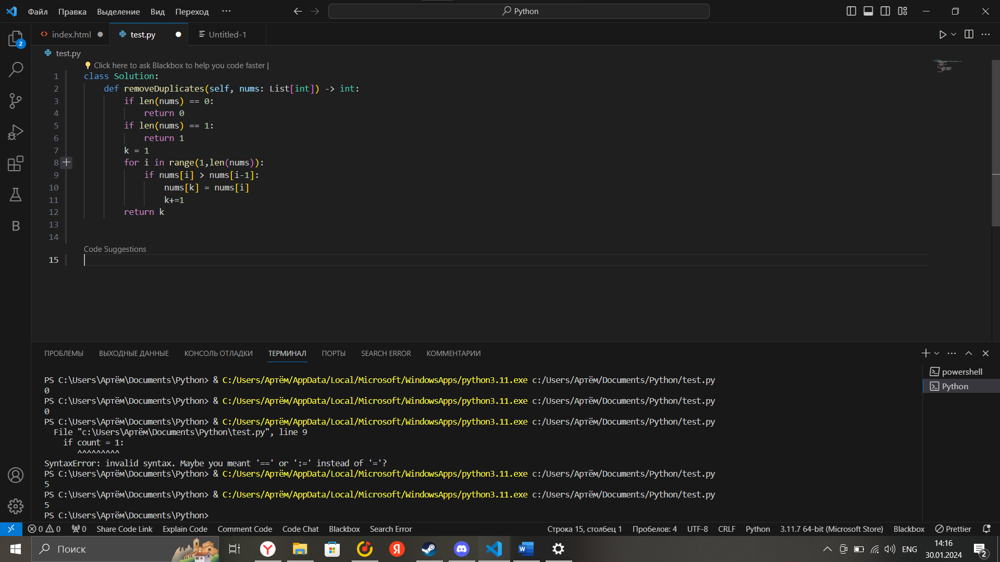 Файл Правка Выделение Вид Переход ··· Python
index.html test.py Untitled-1
test.py
Click here to ask Blackbox to help you code faster |
1 class Solution:
2 def removeDuplicates(self, nums: List[int]) -> int:
3 if len(nums) == 0:
4 return 0
5 if len(nums) == 1:
6 return 1
7 k = 1
8 for i in range(1,len(nums)):
9 if nums[i] > nums[i-1]:
10 nums[k] = nums[i]
11 k+=1
12 return k
13
14
Code Suggestions
15
2
B
ПРОБЛЕМЫ ВЫХОДНЫЕ ДАННЫЕ КОНСОЛЬ ОТЛАДКИ ТЕРМИНАЛ ПОРТЫ SEARCH ERROR КОММЕНТАРИИ
powershell
Python
PS C:\Users\Артём\Documents\Python> & C:/Users/Артём/AppData/Local/Microsoft/WindowsApps/python3.11.exe c:/Users/Артём/Documents/Python/test.py
0
PS C:\Users\Артём\Documents\Python> & C:/Users/Артём/AppData/Local/Microsoft/WindowsApps/python3.11.exe c:/Users/Артём/Documents/Python/test.py
0
PS C:\Users\Артём\Documents\Python> & C:/Users/Артём/AppData/Local/Microsoft/WindowsApps/python3.11.exe c:/Users/Артём/Documents/Python/test.py
File "c:\Users\Артём\Documents\Python\test.py", line 9
if count = 1:
^^^^^^^^^
SyntaxError: invalid syntax. Maybe you meant '==' or ':=' instead of '='?
PS C:\Users\Артём\Documents\Python> & C:/Users/Артём/AppData/Local/Microsoft/WindowsApps/python3.11.exe c:/Users/Артём/Documents/Python/test.py
5
PS C:\Users\Артём\Documents\Python> & C:/Users/Артём/AppData/Local/Microsoft/WindowsApps/python3.11.exe c:/Users/Артём/Documents/Python/test.py
5
PS C:\Users\Артём\Documents\Python>
0 0 0 Share Code Link Explain Code Comment Code Code Chat Blackbox Search Error Строка 15, столбец 1 Пробелов: 4 UTF-8 CRLF Python 3.11.7 64-bit (Microsoft Store) Blackbox Prettier
Поиск ENG 14:16
30.01.2024 2